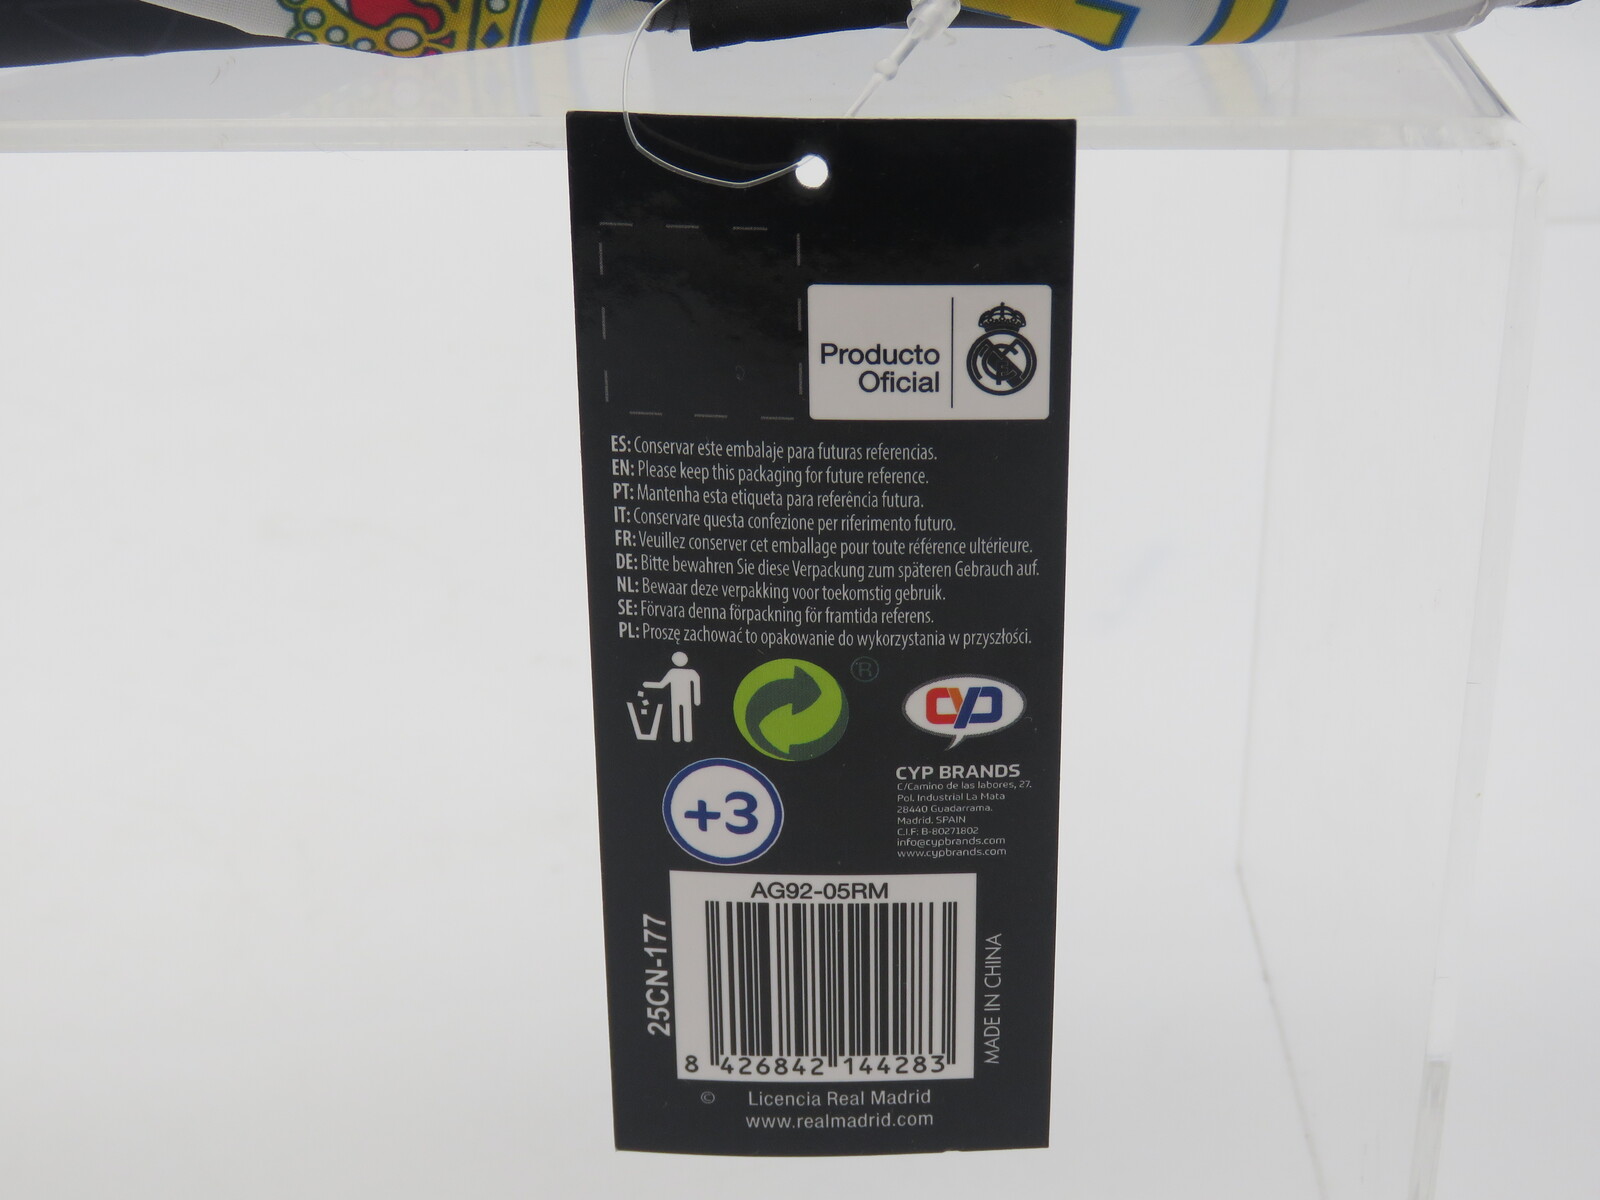 Producto
Oficial
ES: Conservar este embalaje para futuras referencias.
EN: Please keep this packaging for future reference.
PT: Mantenha esta etiqueta para referência futura.
IT: Conservare questa confezione per riferimento futuro.
FR: Veuillez conserver cet emballage pour toute référence ultérieure.
DE: Bitte bewahren Sie diese Verpackung zum späteren Gebrauch auf.
NL: Bewaar deze verpakking voor toekomstig gebruik.
SE: Förvara denna förpackning för framtida referens.
PL: Proszę zachować to opakowanie do wykorzystania w przyszłości.
®
CYP
CYP BRANDS
C/Camino de las labores, 27.
Pol. Industrial La Mata
28440 Guadarrama.
Madrid. SPAIN
C.I.F: B-80271802
info@cypbrands.com
www.cypbrands.com
+3
AG92-05RM
25CN-177
MADE IN CHINA
8 426842 144283
© Licencia Real Madrid
www.realmadrid.com